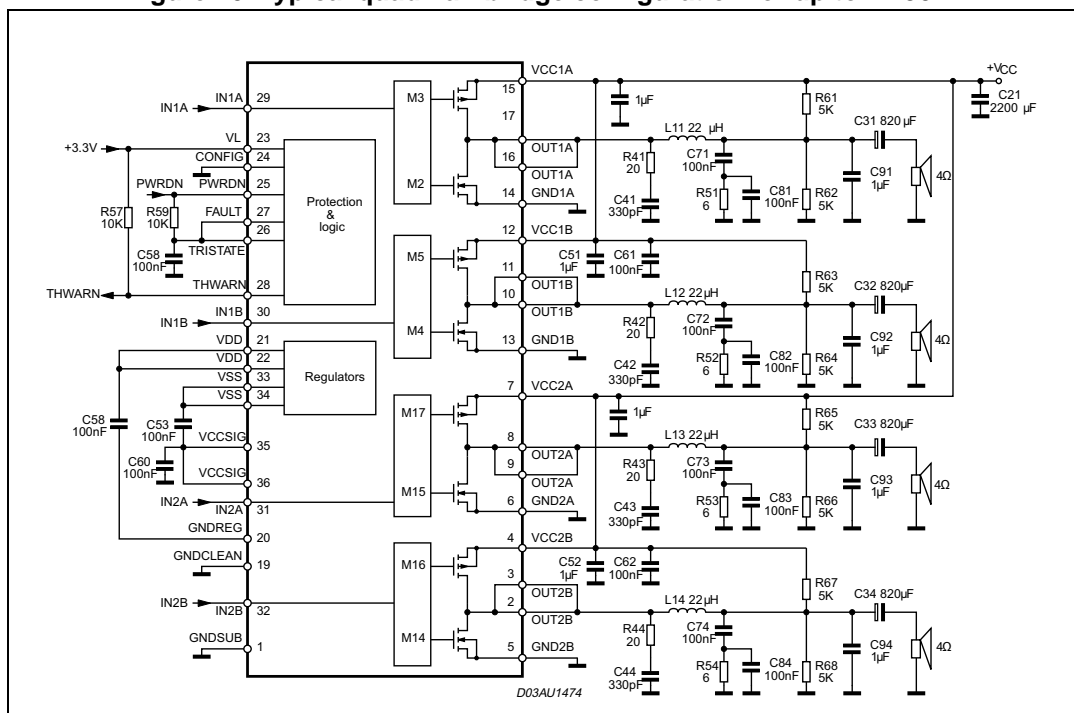 IN1A
IN1A
29
VL
23
+3.3V
CONFIG
24
PWRDN
PWRDN
25
FAULT
27
26
TRISTATE
R57
10K
R59
10K
C58
100nF
THWARN
THWARN
28
IN1B
IN1B
30
VDD
21
VDD
22
VSS
33
VSS
34
C58
100nF
C53
100nF
VCCSIG
35
C60
100nF
VCCSIG
36
IN2A
IN2A
31
GNDREG
20
GNDCLEAN
19
IN2B
IN2B
32
GNDSUB
1
Protection
&
logic
Regulators
M3
M2
M5
M4
M17
M15
M16
M14
VCC1A
15
17
OUT1A
16
OUT1A
14
GND1A
VCC1B
12
11
OUT1B
10
OUT1B
13
GND1B
7
VCC2A
8
OUT2A
9
OUT2A
6
GND2A
4
VCC2B
3
OUT2B
2
OUT2B
5
GND2B
+VCC
C21
2200 µF
1µF
L11 22 µH
R41
20
C41
330pF
C71
100nF
R51
6
C81
100nF
R61
5K
R62
5K
C91
1µF
C31 820µF
4Ω
C51
1µF
C61
100nF
L12 22µH
R42
20
C42
330pF
C72
100nF
R52
6
C82
100nF
R63
5K
R64
5K
C92
1µF
C32 820µF
4Ω
1µF
L13 22µH
R43
20
C43
330pF
C73
100nF
R53
6
C83
100nF
R65
5K
R66
5K
C93
1µF
C33 820µF
4Ω
C52
1µF
C62
100nF
L14 22µH
R44
20
C44
330pF
C74
100nF
R54
6
C84
100nF
R67
5K
R68
5K
C94
1µF
C34 820µF
4Ω
D03AU1474